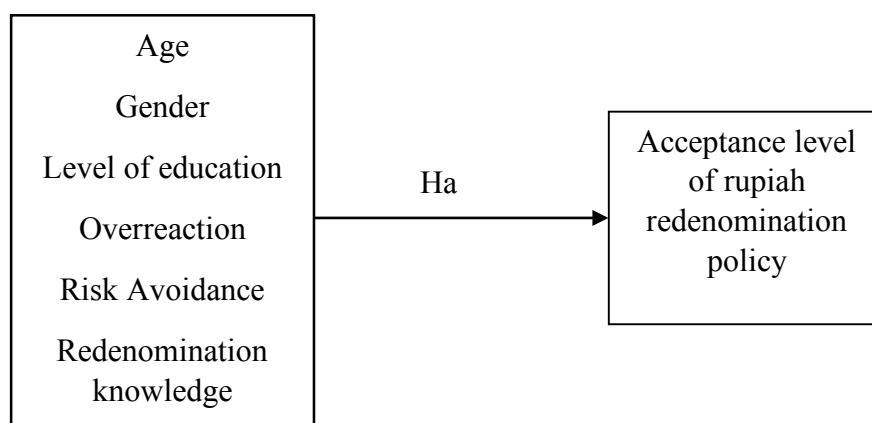 Age
Gender
Level of education
Overreaction
Risk Avoidance
Redenomination
knowledge
Ha
Acceptance level
of rupiah
redenomination
policy